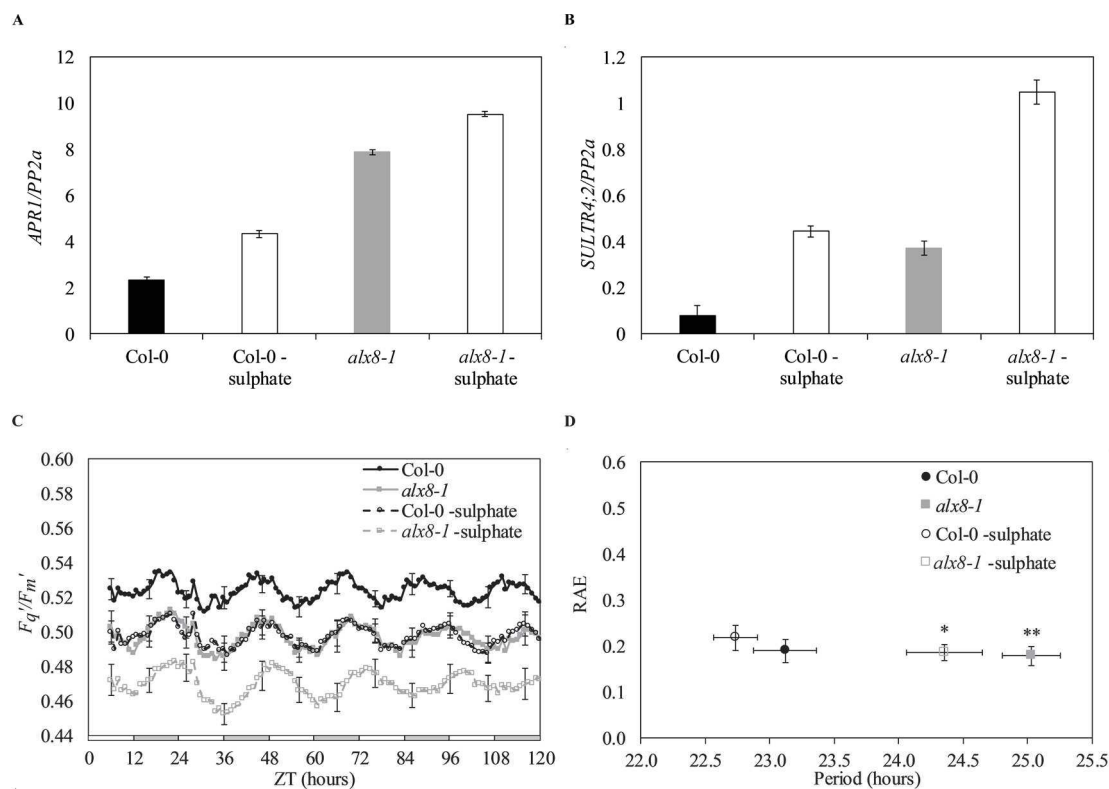 A
12
10
8
6
4
2
0
APR1/PP2a
Col-0
Col-0 -
sulphate
alx8-1
alx8-1 -
sulphate
B
1.2
1
0.8
0.6
0.4
0.2
0
SULTR4;2/PP2a
Col-0
Col-0 -
sulphate
alx8-1
alx8-1 -
sulphate
C
0.60
0.58
0.56
0.54
0.52
0.50
0.48
0.46
0.44
Fq'/Fm'
Col-0
alx8-1
Col-0 -sulphate
alx8-1 -sulphate
0 12 24 36 48 60 72 84 96 108 120
ZT (hours)
D
0.6
0.5
0.4
0.3
0.2
0.1
0
RAE
Col-0
alx8-1
Col-0 -sulphate
alx8-1 -sulphate
* **
22.0 22.5 23.0 23.5 24.0 24.5 25.0 25.5
Period (hours)